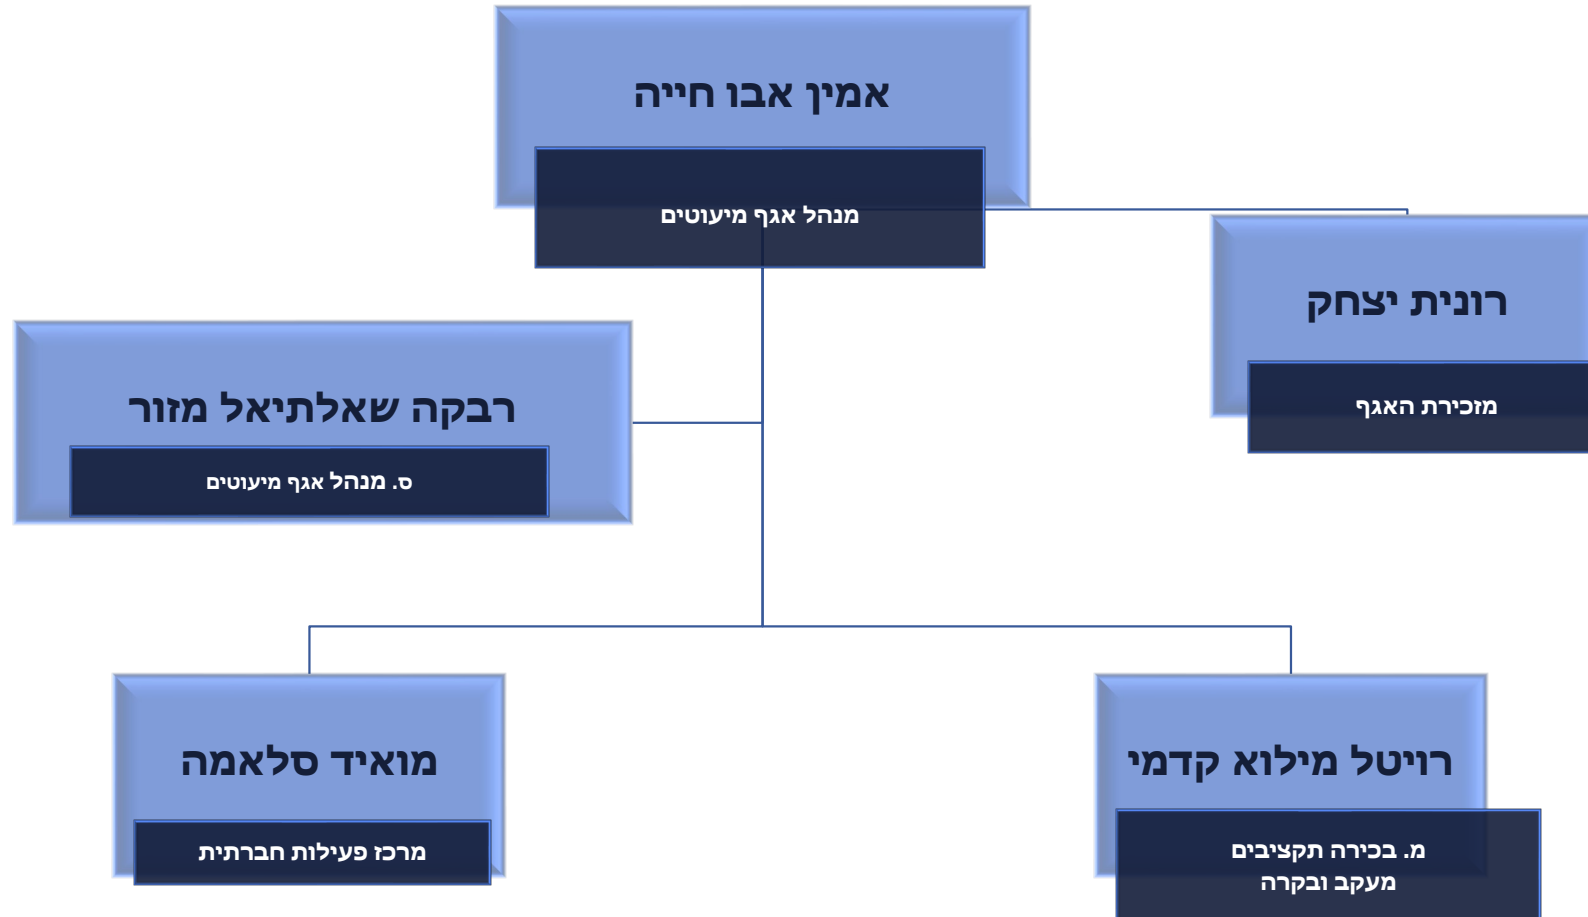 אמין אבו חייה
מנהל אגף מיעוטים
רונית יצחק
מזכירת האגף
רבקה שאלתיאל מזור
ס. מנהל אגף מיעוטים
רויטל מילוא קדמי
מ. בכירה תקציבים
מעקב ובקרה
מואיד סלאמה
מרכז פעילות חברתית